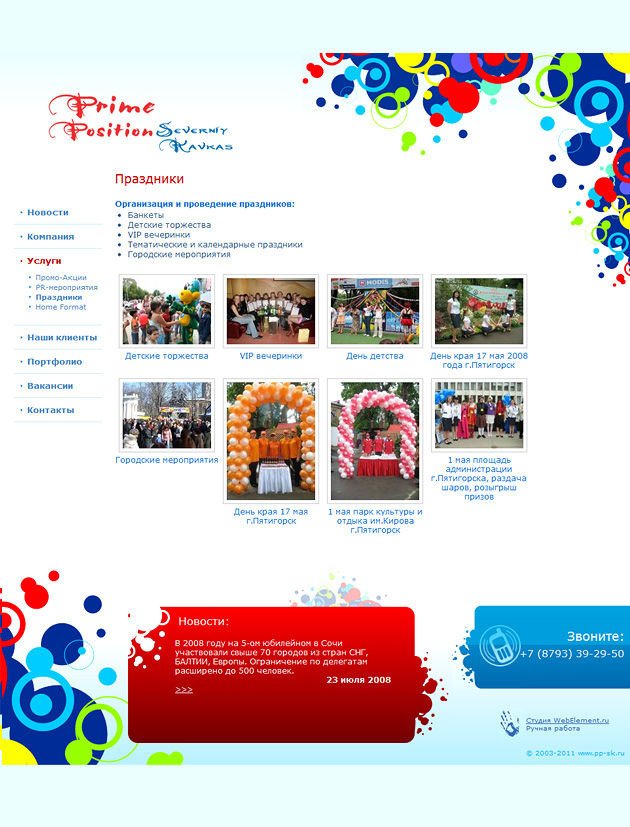 Prime
Position Severniy
Kavkas
Праздники
Организация и проведение праздников:
Банкеты
Детские торжества
VIP вечеринки
Тематические и календарные праздники
Городские мероприятия
Новости
Компания
Услуги
Промо-Акции
PR-мероприятия
Праздники
Home Format
Наши клиенты
Портфолио
Вакансии
Контакты
MODIS
Детские торжества
VIP вечеринки
День детства
День края 17 мая 2008
года г.Пятигорск
Городские мероприятия
День края 17 мая
г.Пятигорск
1 мая парк культуры и
отдыха им.Кирова
г.Пятигорск
1 мая площадь
администрации
г.Пятигорска, раздача
шаров, розыгрыш
призов
Новости:
В 2008 году на 5-ом юбилейном в Сочи
участвовали свыше 70 городов из стран СНГ,
БАЛТИИ, Европы. Ограничение по делегатам
расширено до 500 человек.
23 июля 2008
>>>
Звоните:
+7 (8793) 39-29-50
Студия WebElement.ru
Ручная работа
© 2003-2011 www.pp-sk.ru